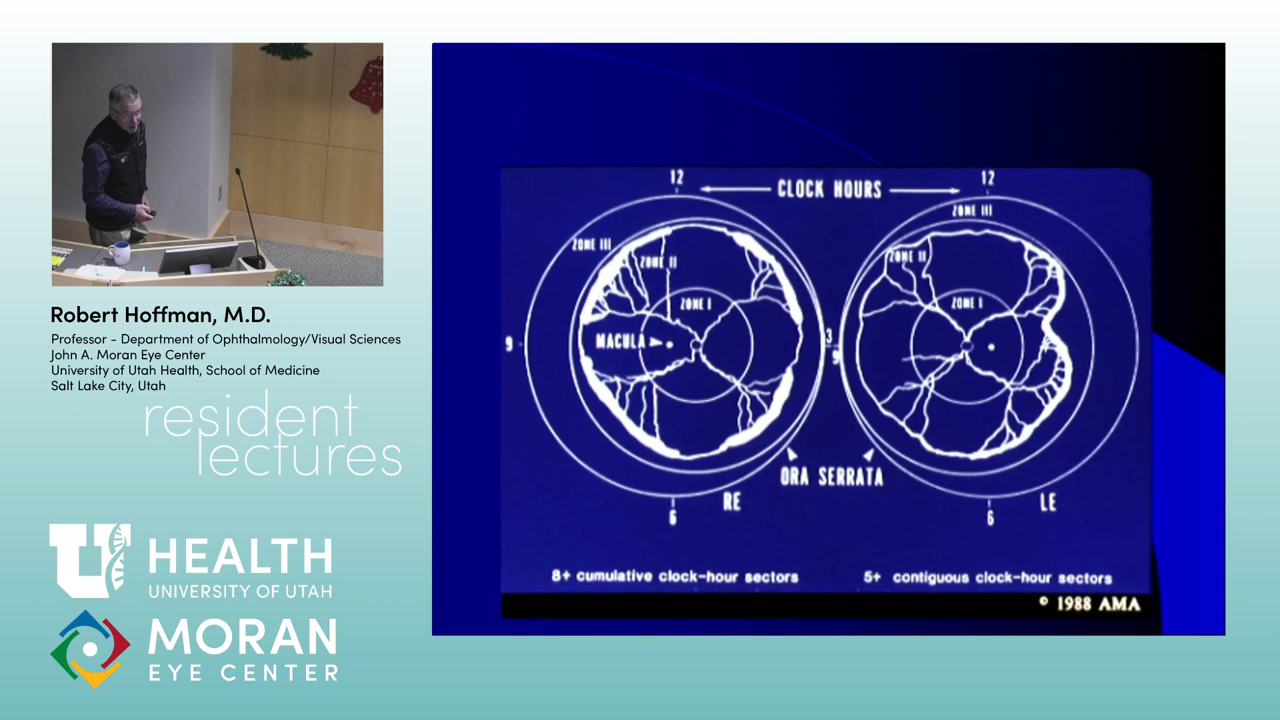 Robert Hoffman, M.D.
Professor - Department of Ophthalmology/Visual Sciences
John A. Moran Eye Center
University of Utah Health, School of Medicine
Salt Lake City, Utah
resident
lectures
U HEALTH
UNIVERSITY OF UTAH
MORAN
EYE CENTER
12 CLOCK HOURS 12
ZONE III
ZONE III
ZONE II
ZONE II
ZONE I
ZONE I
9 MACULA 3
9
ORA SERRATA
RE LE
6 6
8+ cumulative clock-hour sectors 5+ contiguous clock-hour sectors
© 1988 AMA